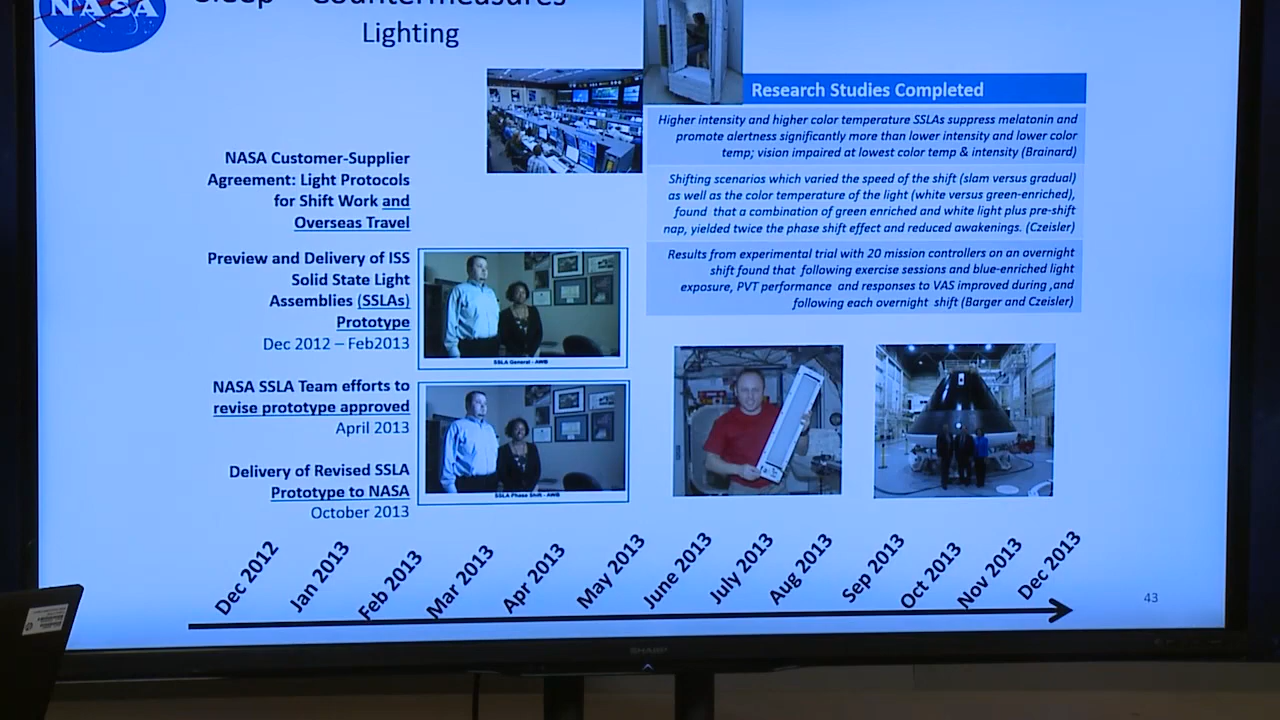 NASA
Sleep – Countermeasures
Lighting
NASA Customer-Supplier
Agreement: Light Protocols
for Shift Work and
Overseas Travel
Preview and Delivery of ISS
Solid State Light
Assemblies (SSLAs)
Prototype
Dec 2012 – Feb2013
NASA SSLA Team efforts to
revise prototype approved
April 2013
Delivery of Revised SSLA
Prototype to NASA
October 2013
SSLA General - AWB
SSLA Phase Shift - AWB
Research Studies Completed
Higher intensity and higher color temperature SSLAs suppress melatonin and
promote alertness significantly more than lower intensity and lower color
temp; vision impaired at lowest color temp & intensity (Brainard)
Shifting scenarios which varied the speed of the shift (slam versus gradual)
as well as the color temperature of the light (white versus green-enriched),
found that a combination of green enriched and white light plus pre-shift
nap, yielded twice the phase shift effect and reduced awakenings. (Czeisler)
Results from experimental trial with 20 mission controllers on an overnight
shift found that following exercise sessions and blue-enriched light
exposure, PVT performance and responses to VAS improved during ,and
following each overnight shift (Barger and Czeisler)
Dec 2012
Jan 2013
Feb 2013
Mar 2013
Apr 2013
May 2013
June 2013
July 2013
Aug 2013
Sep 2013
Oct 2013
Nov 2013
Dec 2013
43
SHARP